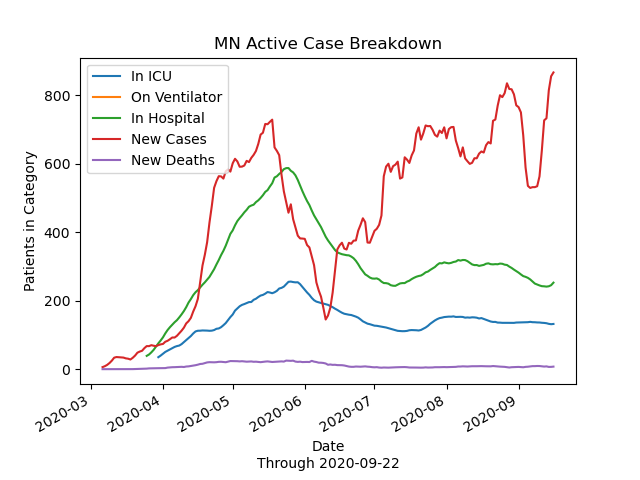 MN Active Case Breakdown
In ICU
On Ventilator
In Hospital
New Cases
New Deaths
Patients in Category
800
600
400
200
0
2020-03
2020-04
2020-05
2020-06
2020-07
2020-08
2020-09
Date
Through 2020-09-22